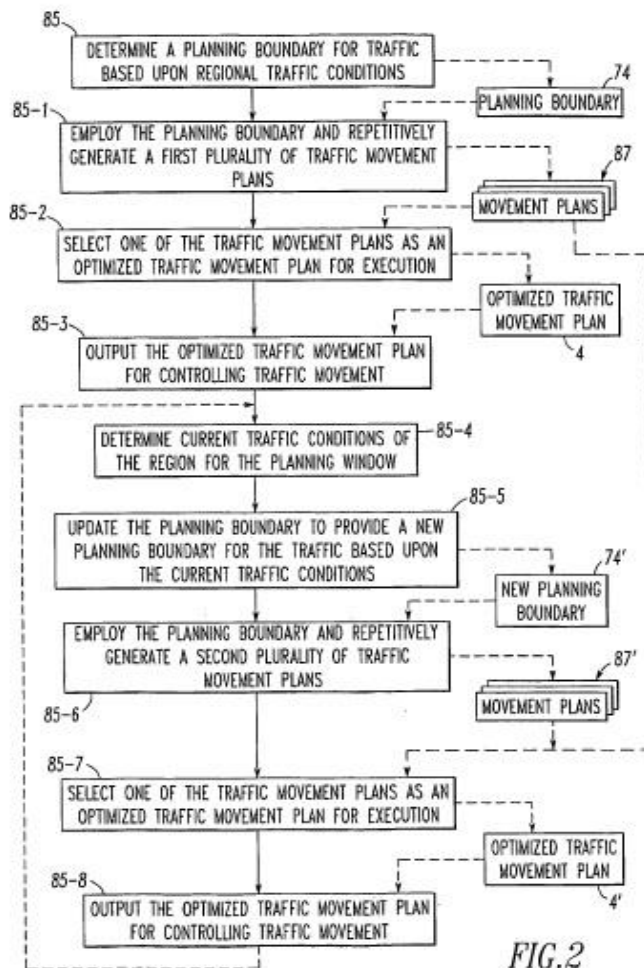 85
DETERMINE A PLANNING BOUNDARY FOR TRAFFIC
BASED UPON REGIONAL TRAFFIC CONDITIONS
74
PLANNING BOUNDARY
85-1
EMPLOY THE PLANNING BOUNDARY AND REPETITIVELY
GENERATE A FIRST PLURALITY OF TRAFFIC MOVEMENT
PLANS
87
MOVEMENT PLANS
85-2
SELECT ONE OF THE TRAFFIC MOVEMENT PLANS AS AN
OPTIMIZED TRAFFIC MOVEMENT PLAN FOR EXECUTION
OPTIMIZED TRAFFIC
MOVEMENT PLAN
4
85-3
OUTPUT THE OPTIMIZED TRAFFIC MOVEMENT PLAN
FOR CONTROLLING TRAFFIC MOVEMENT
85-4
DETERMINE CURRENT TRAFFIC CONDITIONS OF
THE REGION FOR THE PLANNING WINDOW
85-5
UPDATE THE PLANNING BOUNDARY TO PROVIDE A NEW
PLANNING BOUNDARY FOR THE TRAFFIC BASED UPON
THE CURRENT TRAFFIC CONDITIONS
74'
NEW PLANNING
BOUNDARY
EMPLOY THE PLANNING BOUNDARY AND REPETITIVELY
GENERATE A SECOND PLURALITY OF TRAFFIC
MOVEMENT PLANS
85-6
87'
MOVEMENT PLANS
85-7
SELECT ONE OF THE TRAFFIC MOVEMENT PLANS AS AN
OPTIMIZED TRAFFIC MOVEMENT PLAN FOR EXECUTION
OPTIMIZED TRAFFIC
MOVEMENT PLAN
4'
85-8
OUTPUT THE OPTIMIZED TRAFFIC MOVEMENT PLAN
FOR CONTROLLING TRAFFIC MOVEMENT
FIG.2